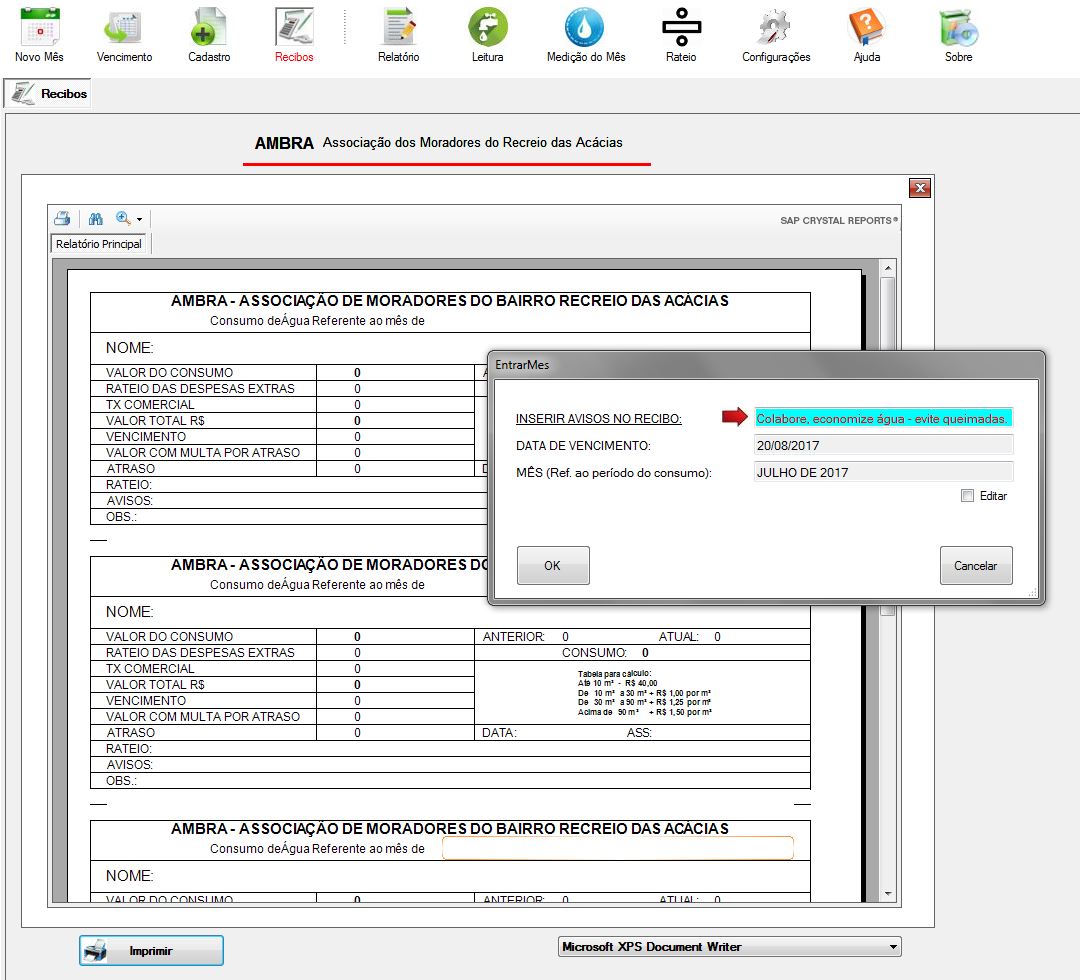 Novo Mês Vencimento Cadastro Recibos Relatório Leitura Medição do Mês Rateio Configurações Ajuda Sobre
Recibos
AMBRA Associação dos Moradores do Recreio das Acácias
SAP CRYSTAL REPORTS®
Relatório Principal
AMBRA - ASSOCIAÇÃO DE MORADORES DO BAIRRO RECREIO DAS ACÁCIAS
Consumo deÁgua Referente ao mês de
NOME:
VALOR DO CONSUMO 0 A
RATEIO DAS DESPESAS EXTRAS 0
TX COMERCIAL 0
VALOR TOTAL R$ 0
VENCIMENTO 0
VALOR COM MULTA POR ATRASO 0
ATRASO 0 D
RATEIO:
AVISOS:
OBS.:
EntrarMes
INSERIR AVISOS NO RECIBO: Colabore, economize água - evite queimadas.
DATA DE VENCIMENTO: 20/08/2017
MÊS (Ref. ao período do consumo): JULHO DE 2017
Editar
OK Cancelar
AMBRA - ASSOCIAÇÃO DE MORADORES DO
Consumo deÁgua Referente ao mês de
NOME:
VALOR DO CONSUMO 0 ANTERIOR: 0 ATUAL: 0
RATEIO DAS DESPESAS EXTRAS 0 CONSUMO: 0
TX COMERCIAL 0 Tabela para calculo:
VALOR TOTAL R$ 0 Até 10 m³ - R$ 40,00
VENCIMENTO 0 De 10 m³ a 30 m³ + R$ 1,00 por m³
De 30 m³ a 90 m³ + R$ 1,25 por m³
VALOR COM MULTA POR ATRASO 0 Acima de 90 m³ + R$ 1,50 por m³
ATRASO 0 DATA: ASS:
RATEIO:
AVISOS:
OBS.:
AMBRA - ASSOCIAÇÃO DE MORADORES DO BAIRRO RECREIO DAS ACÁCIAS
Consumo deÁgua Referente ao mês de
NOME:
VALOR DO CONSUMO 0 ANTERIOR: 0 ATUAL: 0
Imprimir Microsoft XPS Document Writer